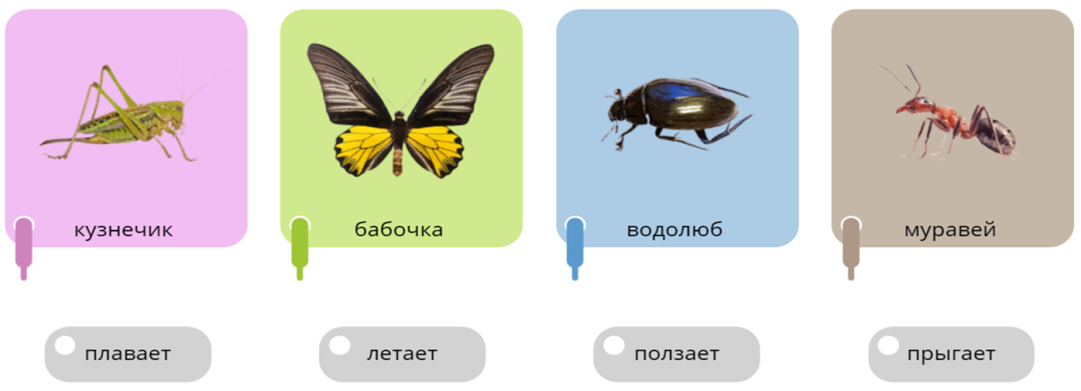 кузнечик
бабочка
водолюб
муравей
плавает
летает
ползает
прыгает